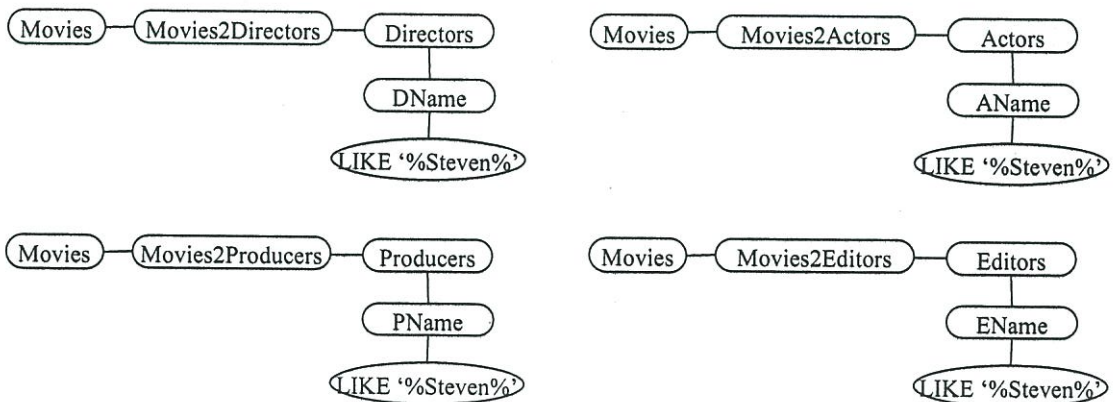 Movies Movies2Directors Directors
DName
LIKE ‘%Steven%’
Movies Movies2Actors Actors
AName
LIKE ‘%Steven%’
Movies Movies2Producers Producers
PName
LIKE ‘%Steven%’
Movies Movies2Editors Editors
EName
LIKE ‘%Steven%’